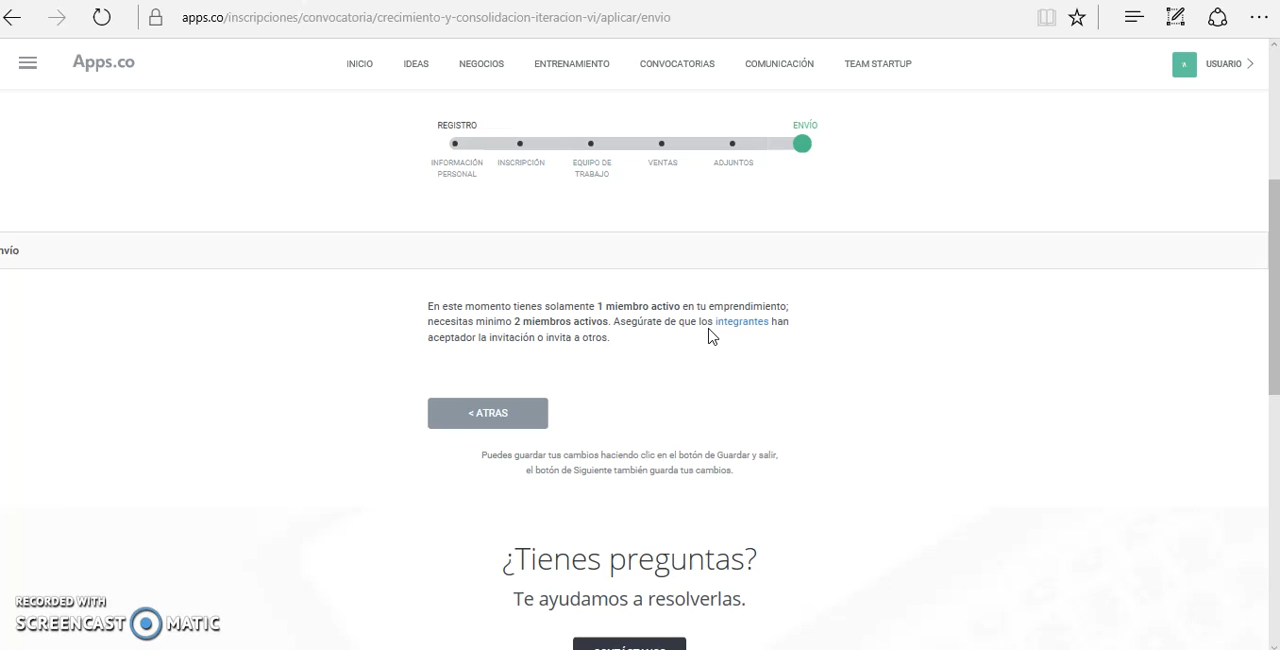 apps.co/inscripciones/convocatoria/crecimiento-y-consolidacion-iteracion-vi/aplicar/envio
Apps.co
INICIO IDEAS NEGOCIOS ENTRENAMIENTO CONVOCATORIAS COMUNICACIÓN TEAM STARTUP
USUARIO
REGISTRO ENVÍO
INFORMACIÓN PERSONAL INSCRIPCIÓN EQUIPO DE TRABAJO VENTAS ADJUNTOS
nvío
En este momento tienes solamente 1 miembro activo en tu emprendimiento;
necesitas minimo 2 miembros activos. Asegúrate de que los integrantes han
aceptador la invitación o invita a otros.
< ATRAS
Puedes guardar tus cambios haciendo clic en el botón de Guardar y salir,
el botón de Siguiente también guarda tus cambios.
¿Tienes preguntas?
Te ayudamos a resolverlas.
RECORDED WITH
SCREENCAST MATIC